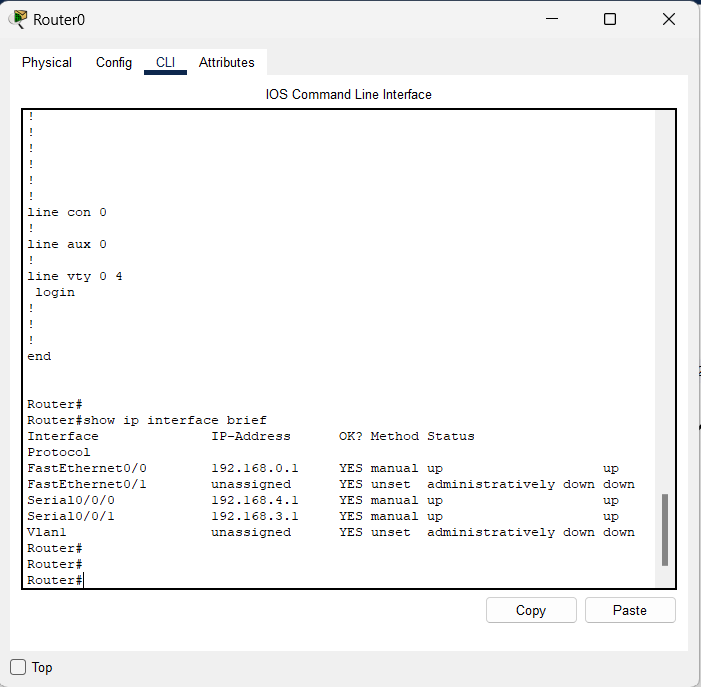 Router0
Physical Config CLI Attributes
IOS Command Line Interface
!
!
!
!
!
!
line con 0
!
line aux 0
!
line vty 0 4
 login
!
!
!
end
Router#
Router#show ip interface brief
Interface              IP-Address      OK? Method Status
Protocol
FastEthernet0/0        192.168.0.1     YES manual up                    up
FastEthernet0/1        unassigned      YES unset  administratively down down
Serial0/0/0            192.168.4.1     YES manual up                    up
Serial0/0/1            192.168.3.1     YES manual up                    up
Vlan1                  unassigned      YES unset  administratively down down
Router#
Router#
Router#
Copy Paste
Top